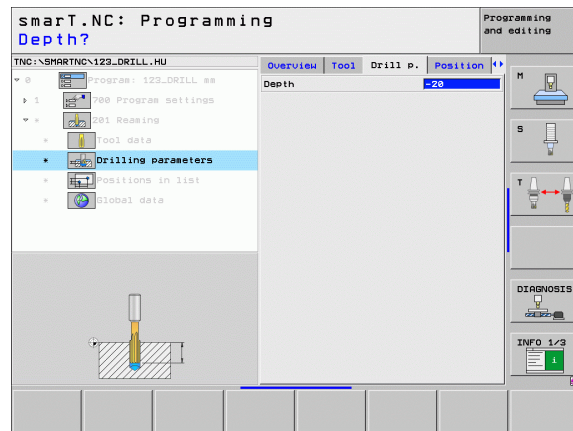 smarT.NC: Programming
Programming and editing
Depth?
TNC:\SMARTNC\123_DRILL.HU
Overview Tool Drill p. Position
0 Program: 123_DRILL mm
Depth -20
1 700 Program settings
* 201 Reaming
* Tool data
* Drilling parameters
* Positions in list
* Global data
M
S
T
DIAGNOSIS
INFO 1/3
i